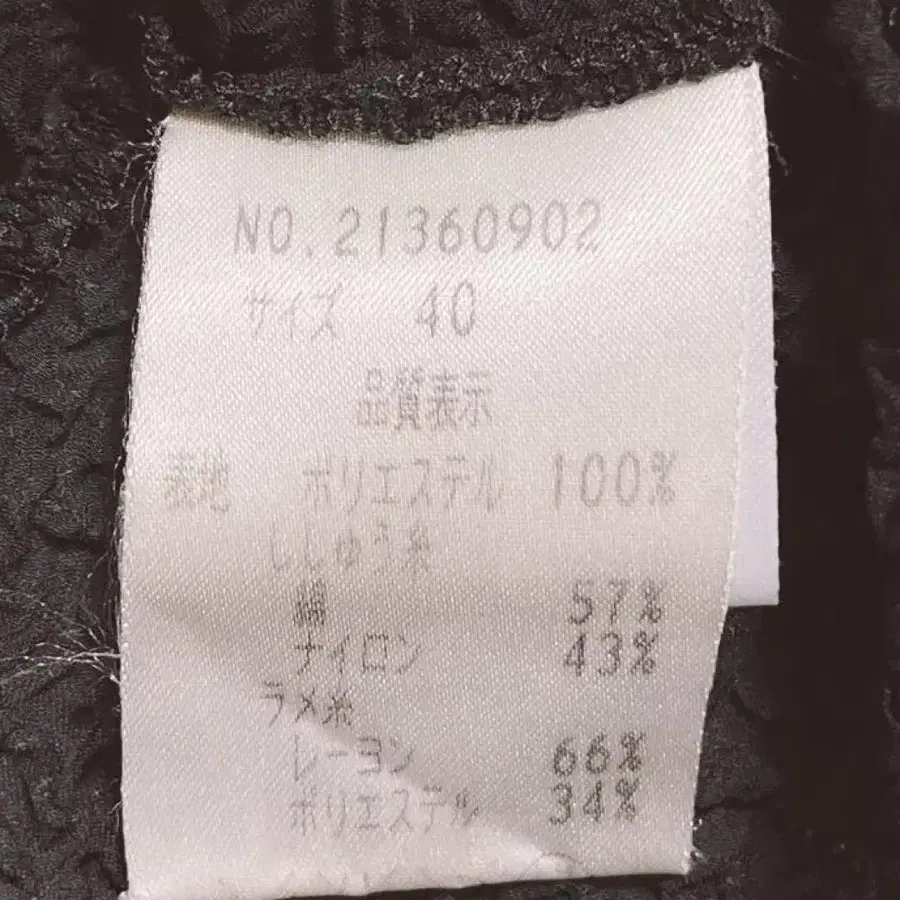 NO.21360902
サイズ 40
品質表示
表地 ポリエステル 100%
ししゅう糸
綿 57%
ナイロン 43%
ラメ糸
レーヨン 66%
ポリエステル 34%